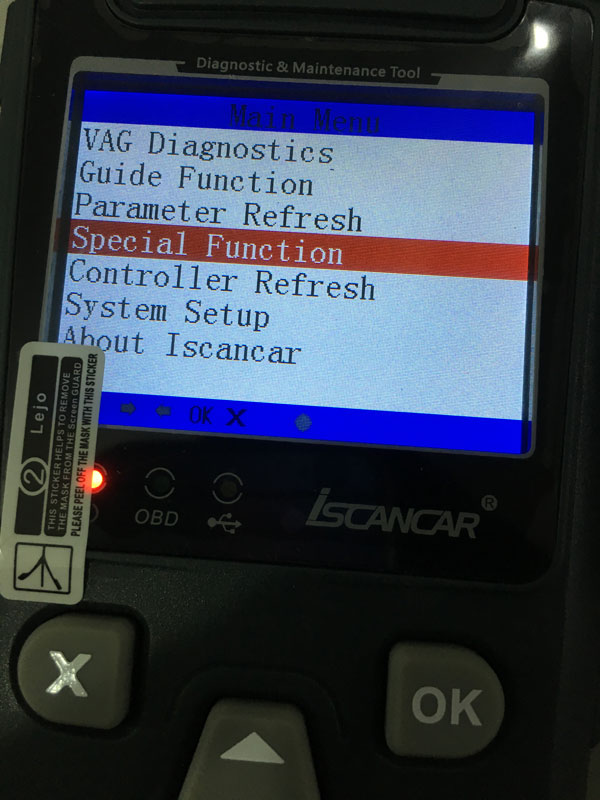 Diagnostic & Maintenance Tool
Main Menu
VAG Diagnostics
Guide Function
Parameter Refresh
Special Function
Controller Refresh
System Setup
About Iscancar
OK X
② Lejo
THIS STICKER HELPS TO REMOVE
THE MASK FROM THE Screen GUARD
PLEASE PEEL OFF THE MASK WITH THIS STICKER
OBD
iSCANCAR®
X
OK